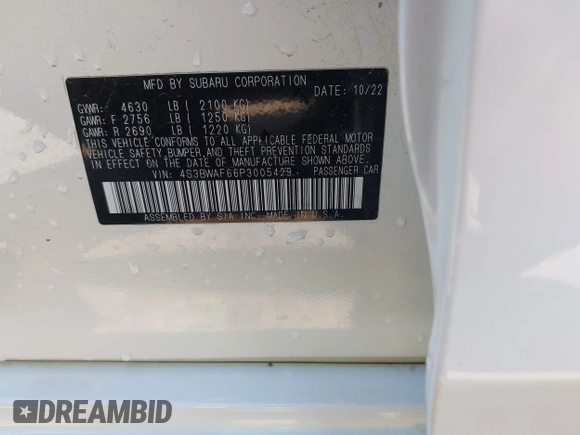 MFD BY SUBARU CORPORATION
DATE: 10/22
GVWR: 4630 LB ( 2100 KG)
GAWR: F 2756 LB ( 1250 KG)
GAWR: R 2690 LB ( 1220 KG)
THIS VEHICLE CONFORMS TO ALL APPLICABLE FEDERAL MOTOR
VEHICLE SAFETY, BUMPER, AND THEFT PREVENTION STANDARDS
IN EFFECT ON THE DATE OF MANUFACTURE SHOWN ABOVE.
VIN: 4S3BWAF66P3005429 PASSENGER CAR
ASSEMBLED BY SIA INC. MADE IN U.S.A.
DREAMBID